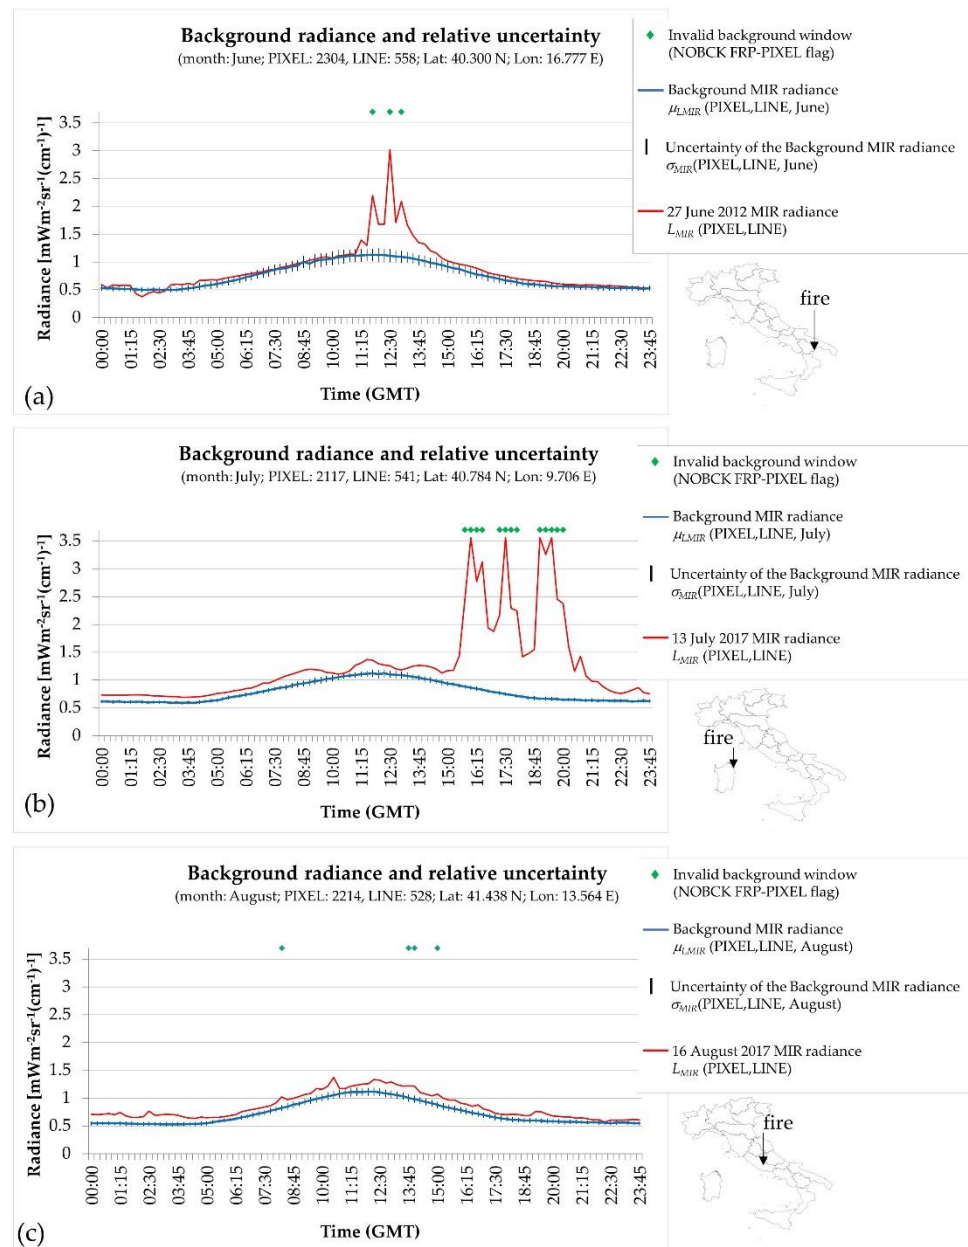 Background radiance and relative uncertainty
(month: June; PIXEL: 2304, LINE: 558; Lat: 40.300 N; Lon: 16.777 E)
Radiance [mWm-2sr-1(cm-1)-1]
3.5
3
2.5
2
1.5
1
0.5
0
00:00 01:15 02:30 03:45 05:00 06:15 07:30 08:45 10:00 11:15 12:30 13:45 15:00 16:15 17:30 18:45 20:00 21:15 22:30 23:45
Time (GMT)
(a)
Invalid background window
(NOBCK FRP-PIXEL flag)
Background MIR radiance
μLMIR (PIXEL,LINE, June)
Uncertainty of the Background MIR radiance
σMIR(PIXEL,LINE, June)
27 June 2012 MIR radiance
LMIR (PIXEL,LINE)
fire
Background radiance and relative uncertainty
(month: July; PIXEL: 2117, LINE: 541; Lat: 40.784 N; Lon: 9.706 E)
Radiance [mWm-2sr-1(cm-1)-1]
3.5
3
2.5
2
1.5
1
0.5
0
00:00 01:15 02:30 03:45 05:00 06:15 07:30 08:45 10:00 11:15 12:30 13:45 15:00 16:15 17:30 18:45 20:00 21:15 22:30 23:45
Time (GMT)
(b)
Invalid background window
(NOBCK FRP-PIXEL flag)
Background MIR radiance
μLMIR (PIXEL,LINE, July)
Uncertainty of the Background MIR radiance
σMIR(PIXEL,LINE, July)
13 July 2017 MIR radiance
LMIR (PIXEL,LINE)
fire
Background radiance and relative uncertainty
(month: August; PIXEL: 2214, LINE: 528; Lat: 41.438 N; Lon: 13.564 E)
Radiance [mWm-2sr-1(cm-1)-1]
3.5
3
2.5
2
1.5
1
0.5
0
00:00 01:15 02:30 03:45 05:00 06:15 07:30 08:45 10:00 11:15 12:30 13:45 15:00 16:15 17:30 18:45 20:00 21:15 22:30 23:45
Time (GMT)
(c)
Invalid background window
(NOBCK FRP-PIXEL flag)
Background MIR radiance
μLMIR (PIXEL,LINE, August)
Uncertainty of the Background MIR radiance
σMIR(PIXEL,LINE, August)
16 August 2017 MIR radiance
LMIR (PIXEL,LINE)
fire